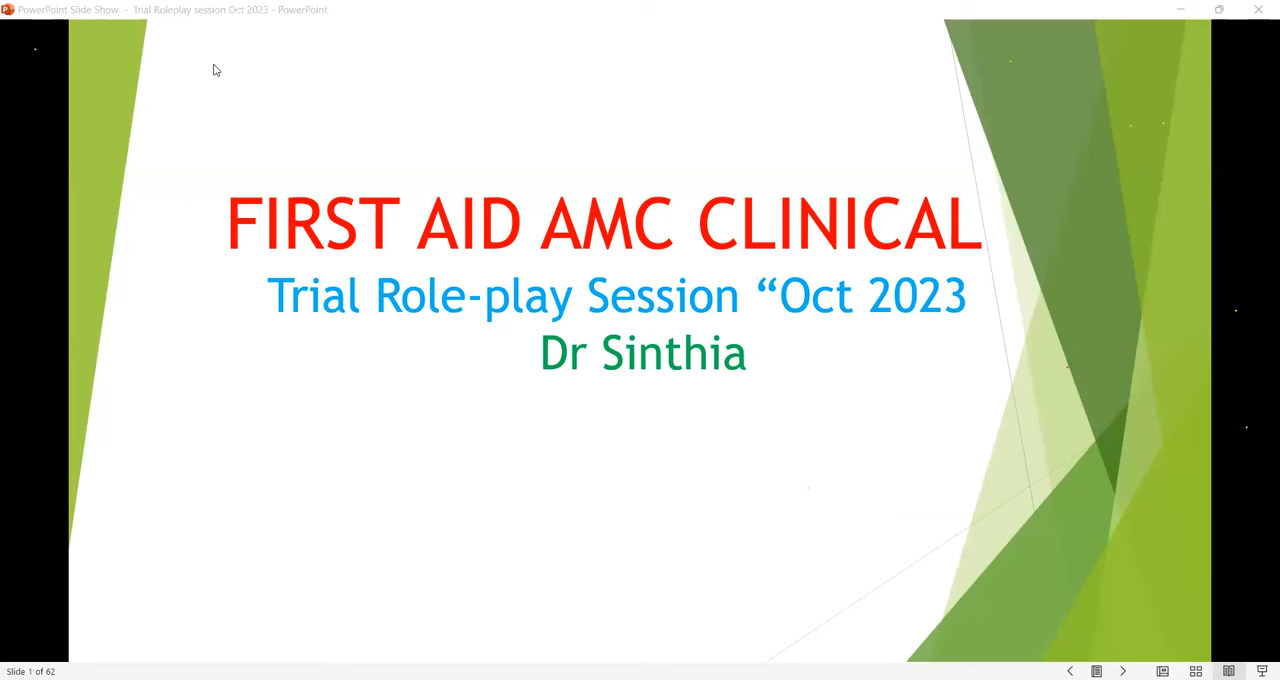 PowerPoint Slide Show - Trial Roleplay session Oct 2023 - PowerPoint
FIRST AID AMC CLINICAL
Trial Role-play Session “Oct 2023
Dr Sinthia
Slide 1 of 62